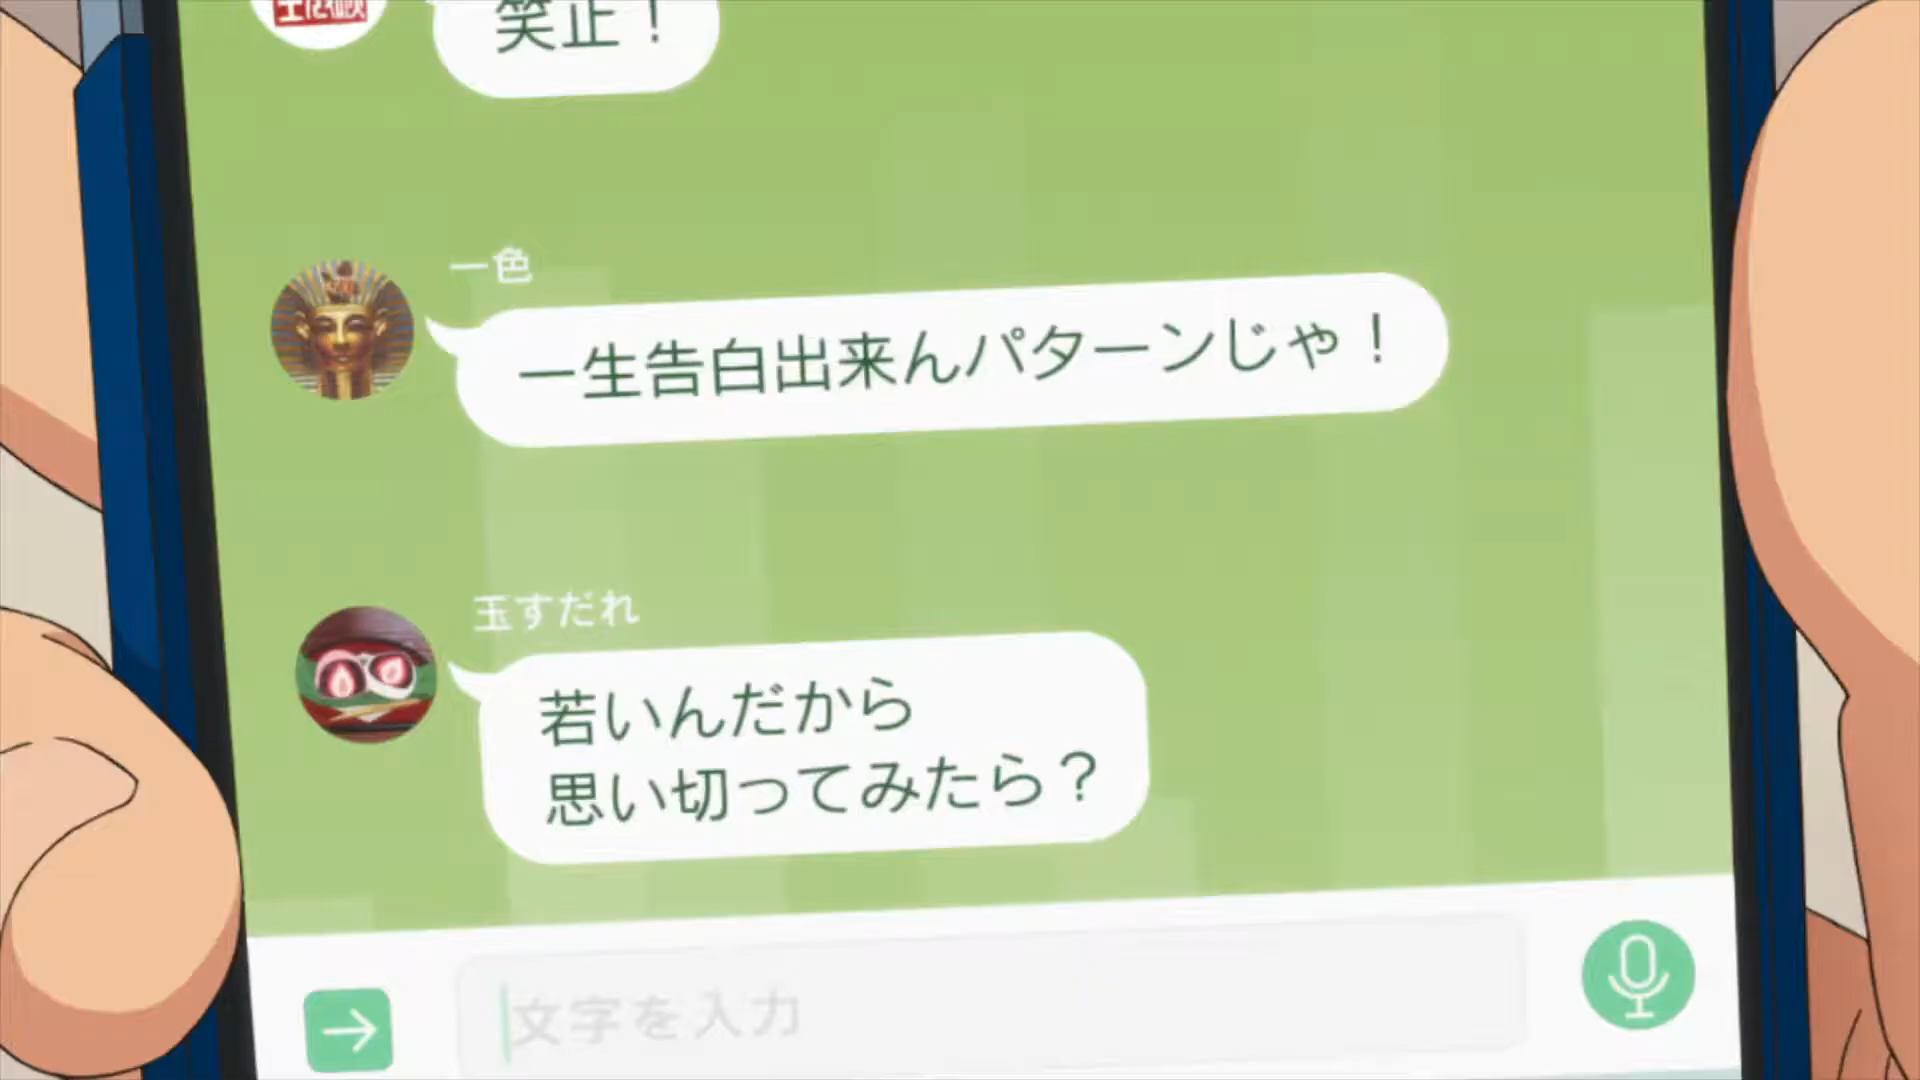 笑止！
一色
一生告白出来んパターンじゃ！
玉すだれ
若いんだから
思い切ってみたら？
文字を入力